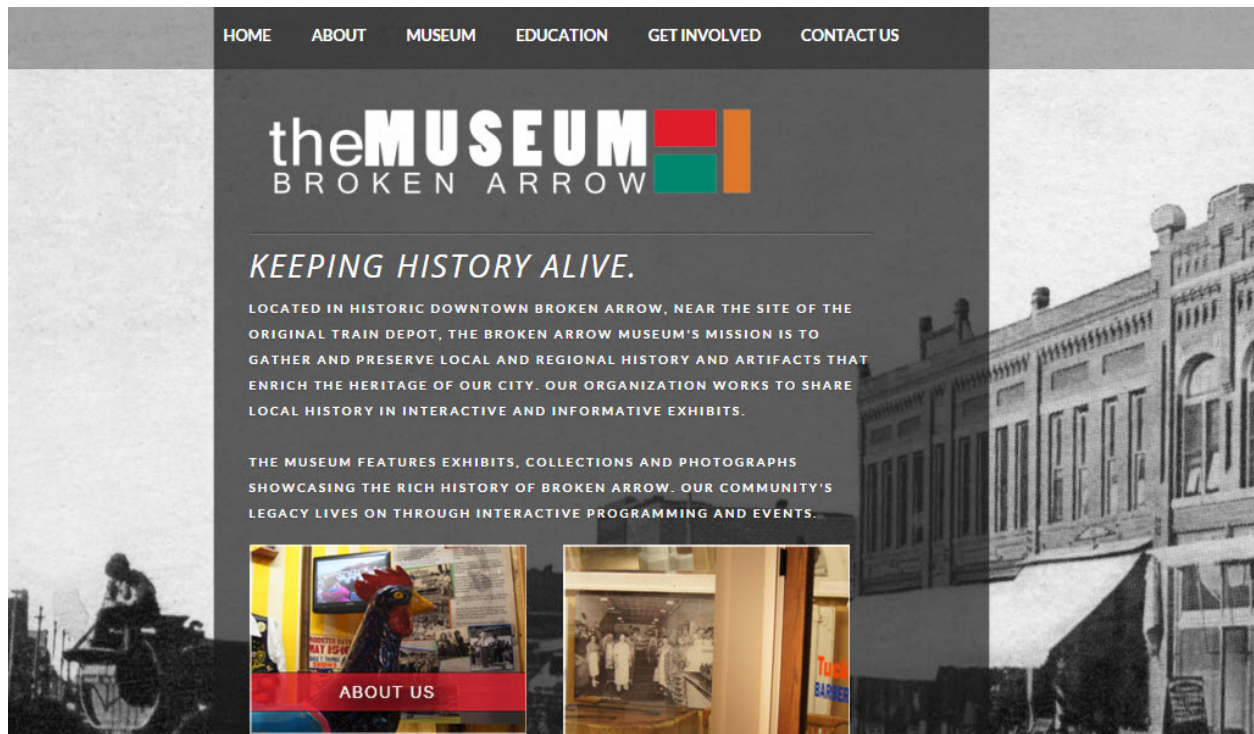 HOME ABOUT MUSEUM EDUCATION GET INVOLVED CONTACT US
theMUSEUM
BROKEN ARROW
KEEPING HISTORY ALIVE.
LOCATED IN HISTORIC DOWNTOWN BROKEN ARROW, NEAR THE SITE OF THE
ORIGINAL TRAIN DEPOT, THE BROKEN ARROW MUSEUM'S MISSION IS TO
GATHER AND PRESERVE LOCAL AND REGIONAL HISTORY AND ARTIFACTS THAT
ENRICH THE HERITAGE OF OUR CITY. OUR ORGANIZATION WORKS TO SHARE
LOCAL HISTORY IN INTERACTIVE AND INFORMATIVE EXHIBITS.
THE MUSEUM FEATURES EXHIBITS, COLLECTIONS AND PHOTOGRAPHS
SHOWCASING THE RICH HISTORY OF BROKEN ARROW. OUR COMMUNITY'S
LEGACY LIVES ON THROUGH INTERACTIVE PROGRAMMING AND EVENTS.
ROOSTER DAYS
ABOUT US